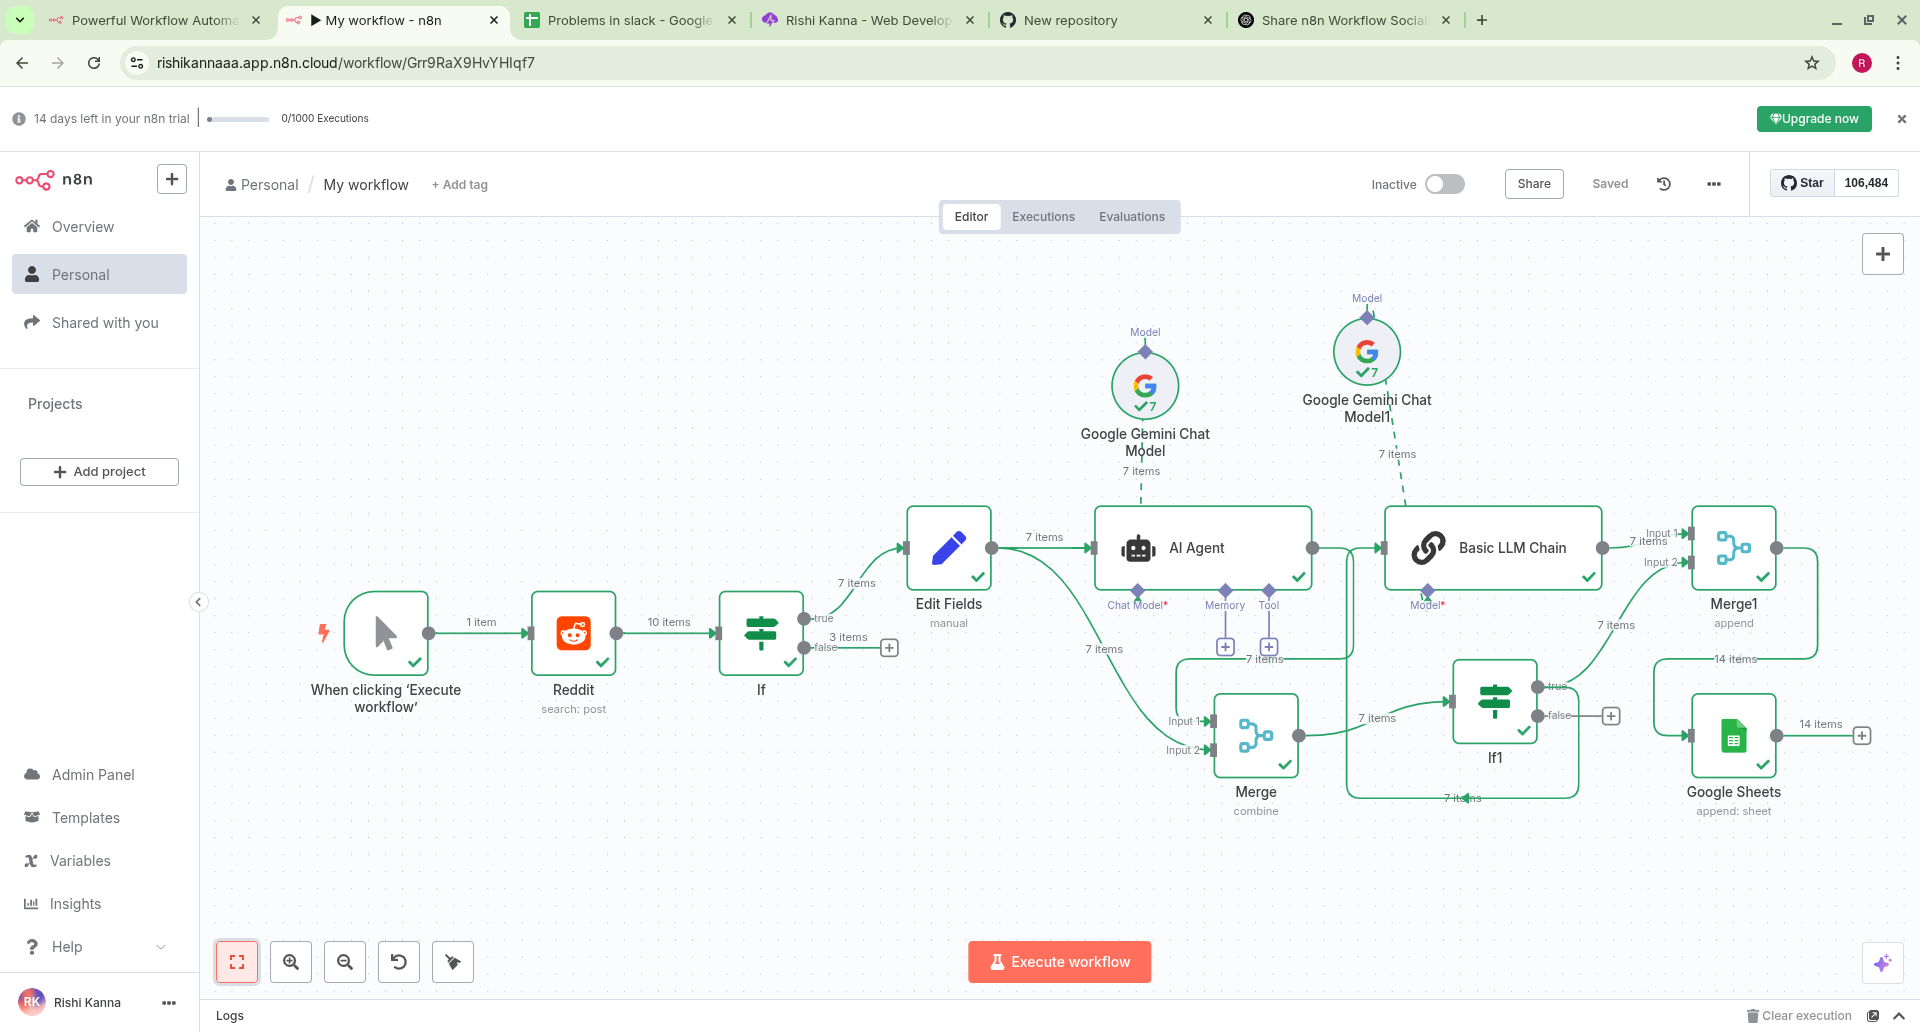 Powerful Workflow Automa
My workflow - n8n
Problems in slack - Google
Rishi Kanna - Web Develop
New repository
Share n8n Workflow Social
rishikannaaa.app.n8n.cloud/workflow/Grr9RaX9HvYHIqf7
R
14 days left in your n8n trial
0/1000 Executions
Upgrade now
n8n
Personal / My workflow
+ Add tag
Inactive
Share
Saved
Star
106,484
Editor
Executions
Evaluations
Overview
Personal
Shared with you
Projects
Add project
Admin Panel
Templates
Variables
Insights
Help
RK
Rishi Kanna
Model
7
Google Gemini Chat
Model
7 items
Model
7
Google Gemini Chat
Model1
7 items
When clicking ‘Execute
workflow’
1 item
Reddit
search: post
10 items
If
true
false
7 items
3 items
Edit Fields
manual
7 items
7 items
AI Agent
Chat Model*
Memory
Tool
7 items
Input 1
Input 2
Merge
combine
7 items
If1
true
false
7 items
7 items
Basic LLM Chain
Model*
7 items
Input 1
Input 2
Merge1
append
14 items
Google Sheets
append: sheet
14 items
Execute workflow
Logs
Clear execution